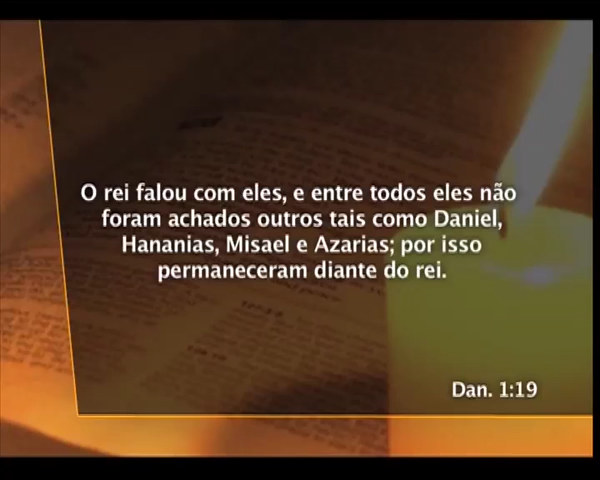 O rei falou com eles, e entre todos eles não
foram achados outros tais como Daniel,
Hananias, Misael e Azarias; por isso
permaneceram diante do rei.
Dan. 1:19